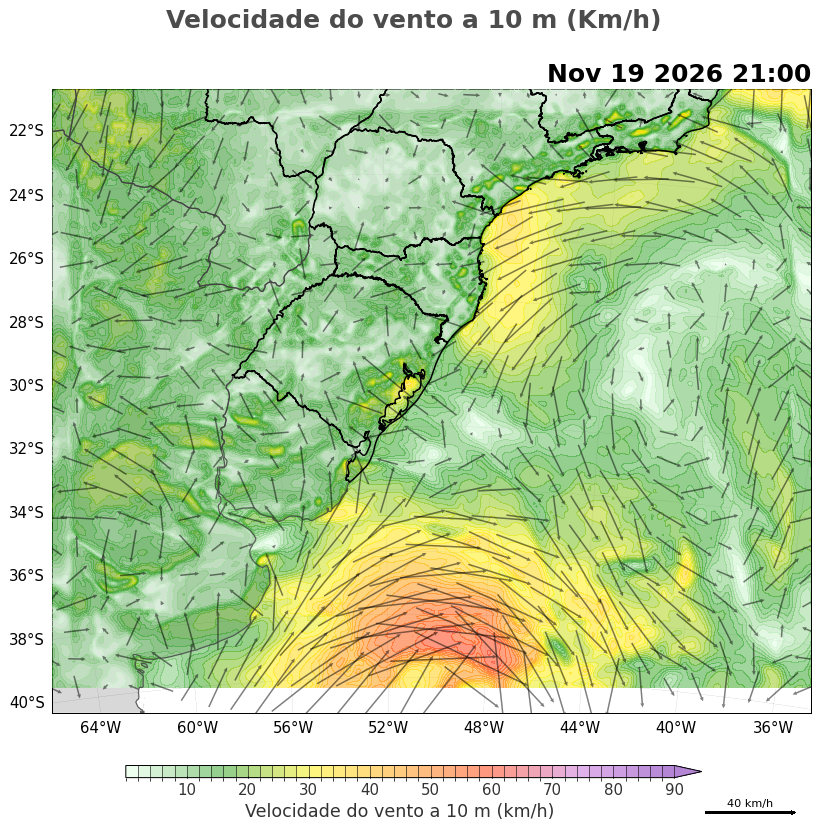 Velocidade do vento a 10 m (Km/h)
Nov 19 2026 21:00
22°S
24°S
26°S
28°S
30°S
32°S
34°S
36°S
38°S
40°S
64°W 60°W 56°W 52°W 48°W 44°W 40°W 36°W
10 20 30 40 50 60 70 80 90
Velocidade do vento a 10 m (km/h)
40 km/h